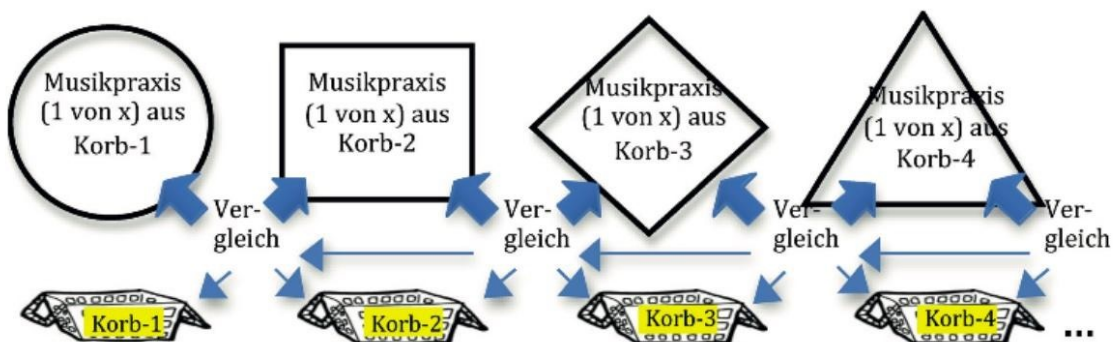 Musikpraxis
(1 von x) aus
Korb-1
Musikpraxis
(1 von x) aus
Korb-2
Musikpraxis
(1 von x) aus
Korb-3
Musikpraxis
(1 von x) aus
Korb-4
Ver-
gleich
Ver-
gleich
Ver-
gleich
Ver-
gleich
Korb-1
Korb-2
Korb-3
Korb-4
...